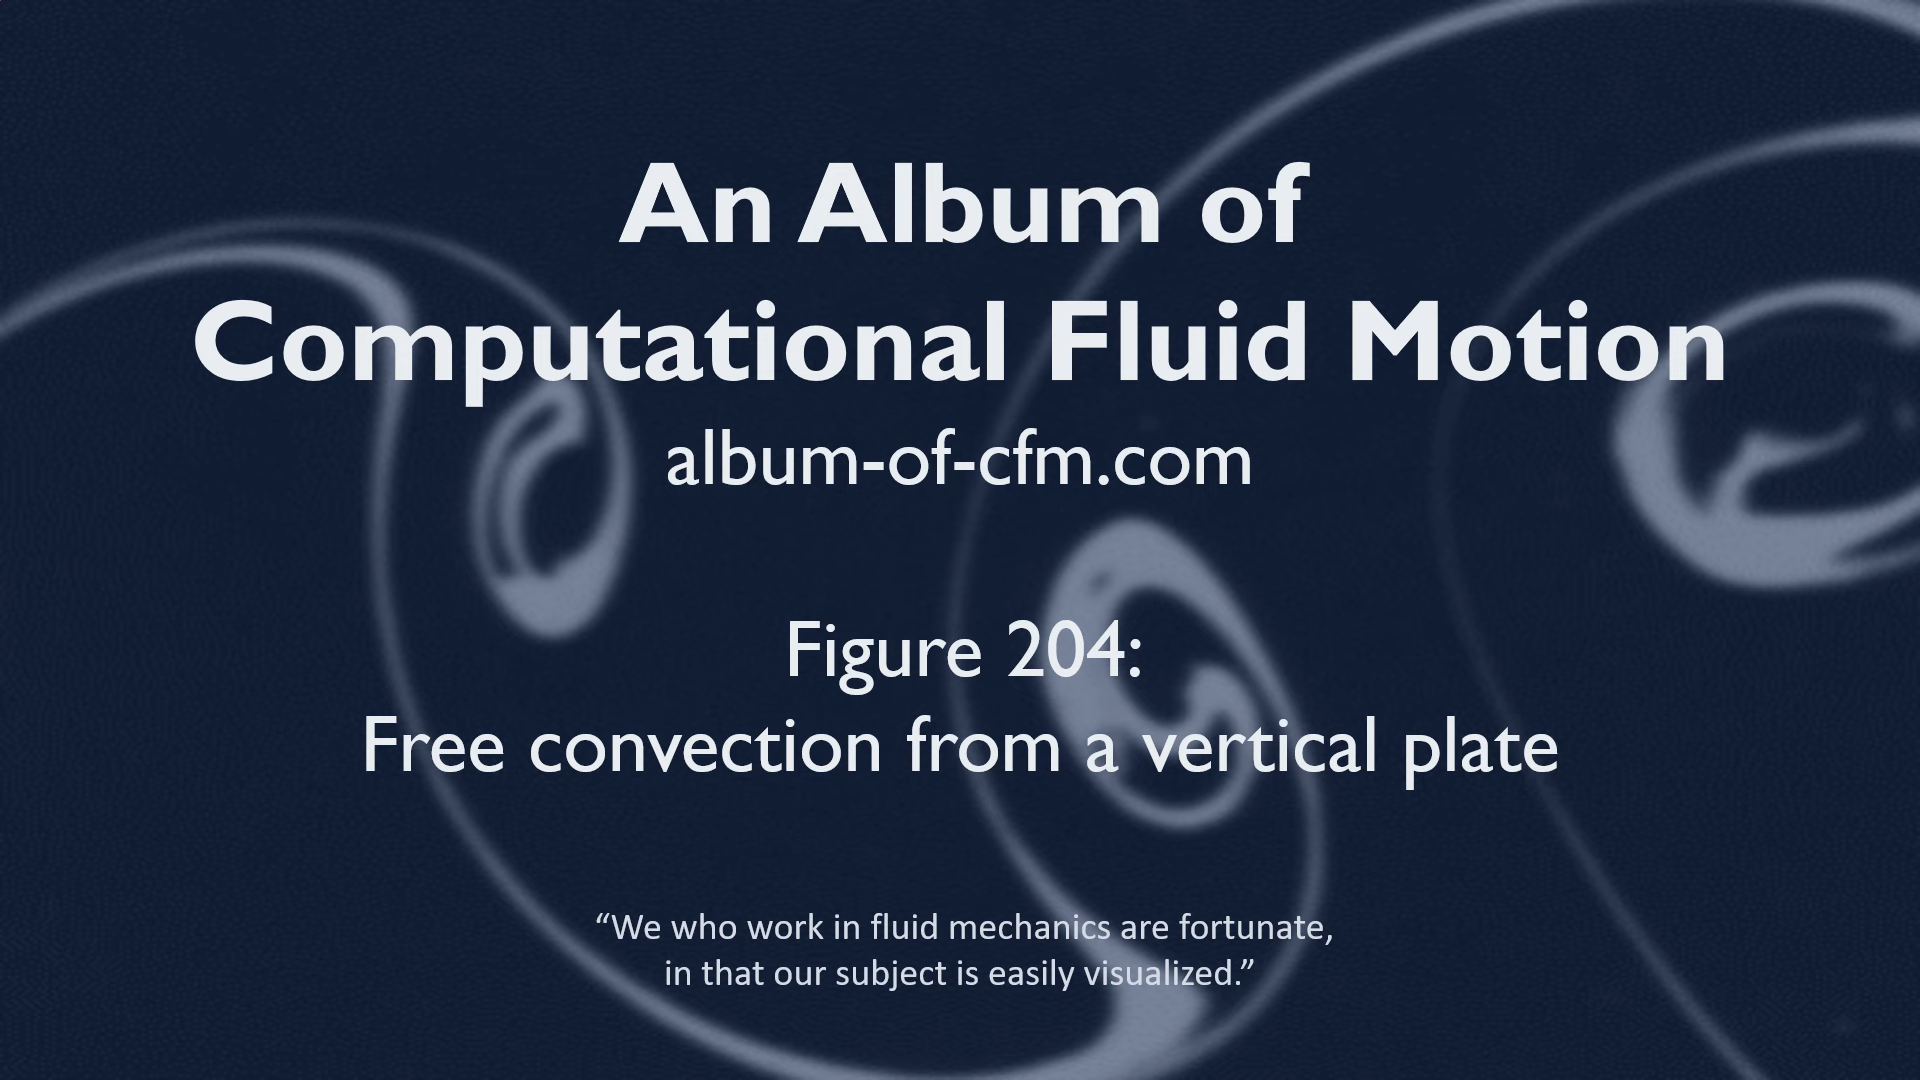 An Album of
Computational Fluid Motion
album-of-cfm.com
Figure 204:
Free convection from a vertical plate
“We who work in fluid mechanics are fortunate,
in that our subject is easily visualized.”